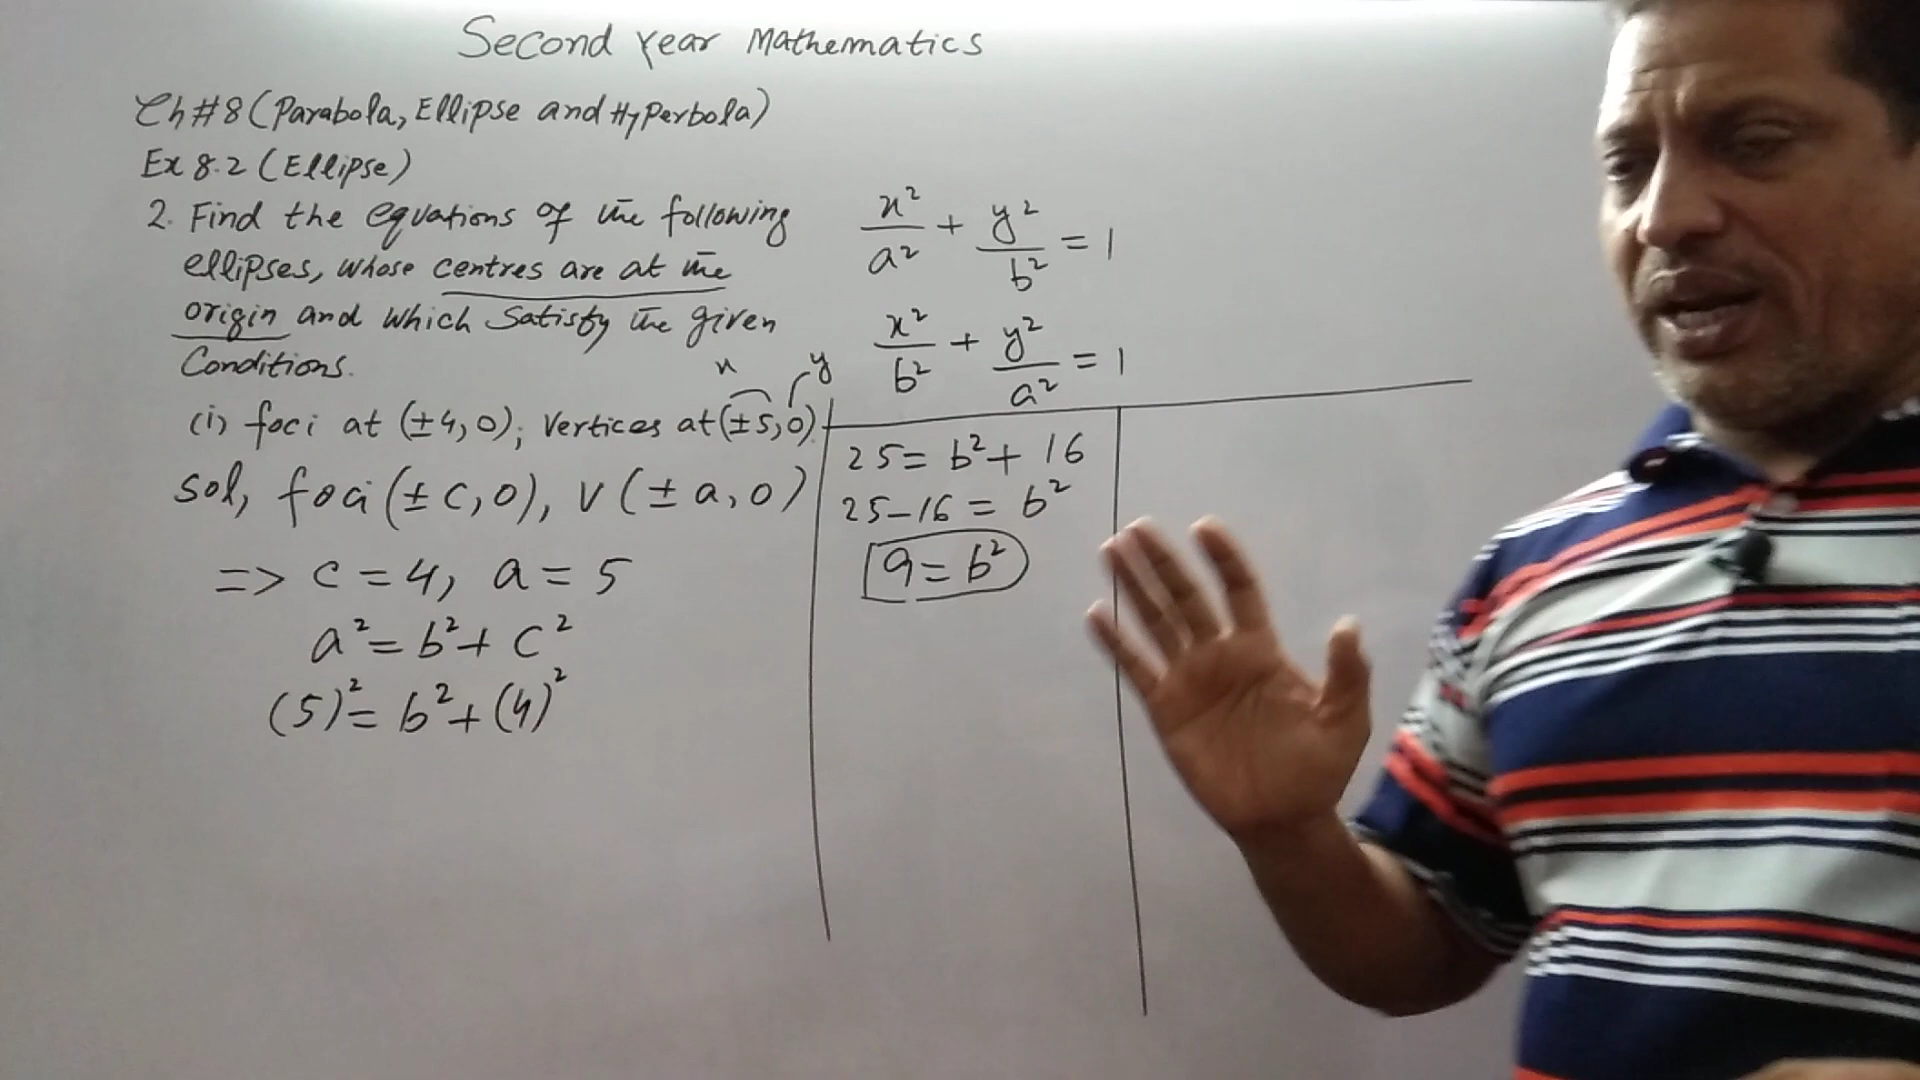 Second Year Mathematics
Ch#8 (Parabola, Ellipse and Hyperbola)
Ex 8.2 (Ellipse)
2. Find the equations of the following
ellipses, whose centres are at the
origin and which satisfy the given
Conditions.
x y
(i) foci at (±4,0); Vertices at (±5,0).
sol, foci (±c,0), V(±a,0)
=> c = 4, a = 5
a² = b² + c²
(5)² = b² + (4)²
x²/a² + y²/b² = 1
x²/b² + y²/a² = 1
25 = b² + 16
25-16 = b²
9 = b²